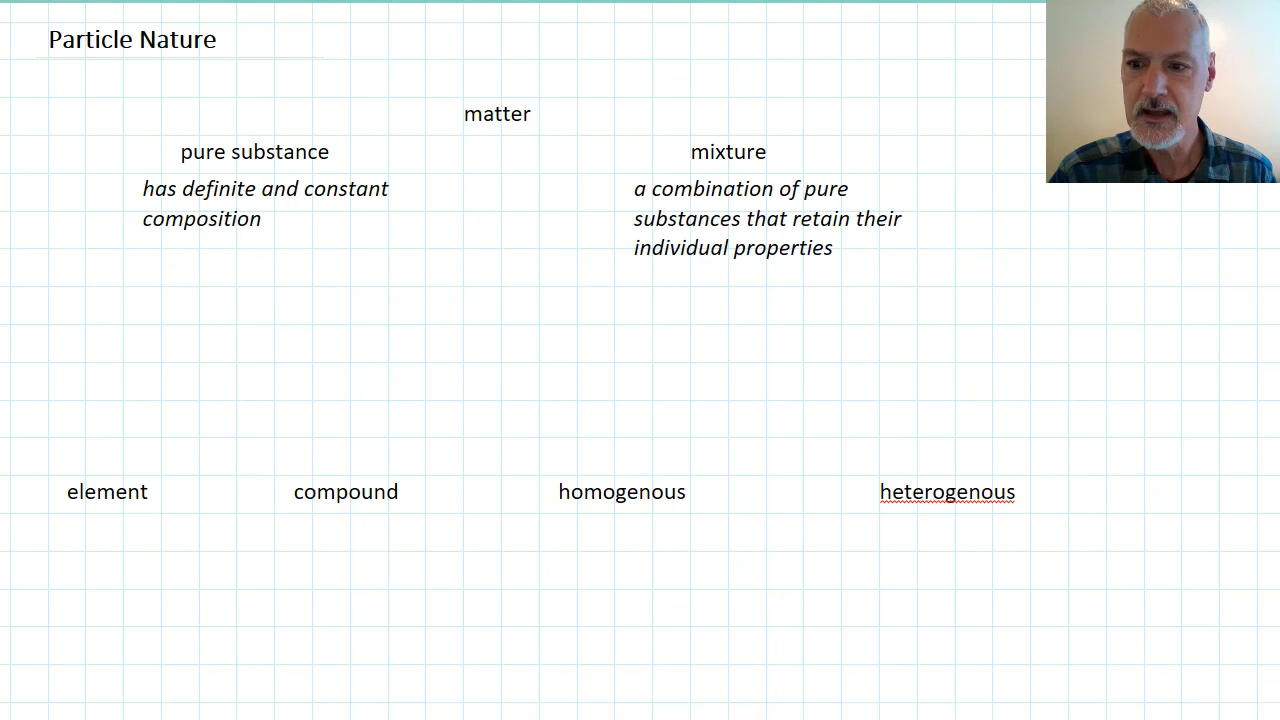 Particle Nature
matter
pure substance
mixture
has definite and constant
composition
a combination of pure
substances that retain their
individual properties
element
compound
homogenous
heterogenous